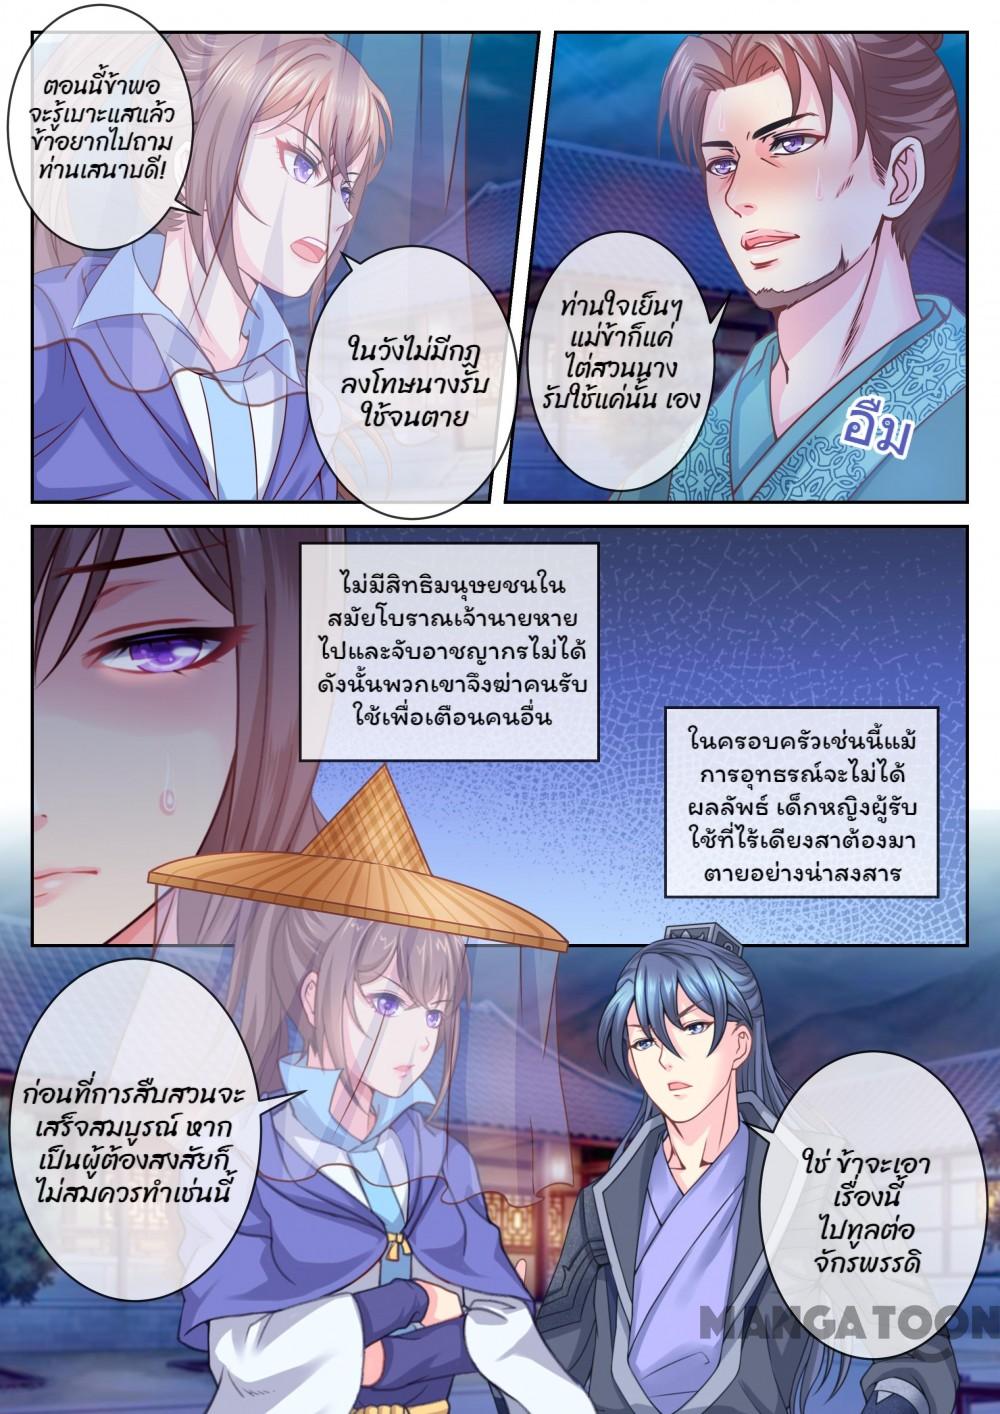 ตอนนี้ข้าพอ
จะรู้เบาะแสแล้ว
ข้าอยากไปถาม
ท่านเสนาบดี!
ในวังไม่มีกฎ
ลงโทษนางรับ
ใช้จนตาย
ท่านใจเย็นๆ
แม่ข้าก็แค่
ไต่สวนนาง
รับใช้แค่นั้น เอง
อืม
ไม่มีสิทธิมนุษยชนใน
สมัยโบราณเจ้านายหาย
ไปและจับอาชญากรไม่ได้
ดังนั้นพวกเขาจึงฆ่าคนรับ
ใช้เพื่อเตือนคนอื่น
ในครอบครัวเช่นนี้แม้
การอุทธรณ์จะไม่ได้
ผลลัพธ์ เด็กหญิงผู้รับ
ใช้ที่ไร้เดียงสาต้องมา
ตายอย่างน่าสงสาร
ก่อนที่การสืบสวนจะ
เสร็จสมบูรณ์ หาก
เป็นผู้ต้องสงสัยก็
ไม่สมควรทำเช่นนี้
ใช่ ข้าจะเอา
เรื่องนี้
ไปทูลต่อ
จักรพรรดิ
MANGATOON